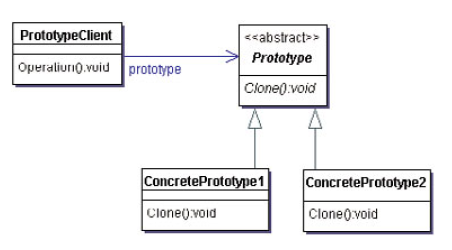 PrototypeClient
Operation():void
prototype
<<abstract>>
Prototype
Clone():void
ConcretePrototype1
Clone():void
ConcretePrototype2
Clone():void